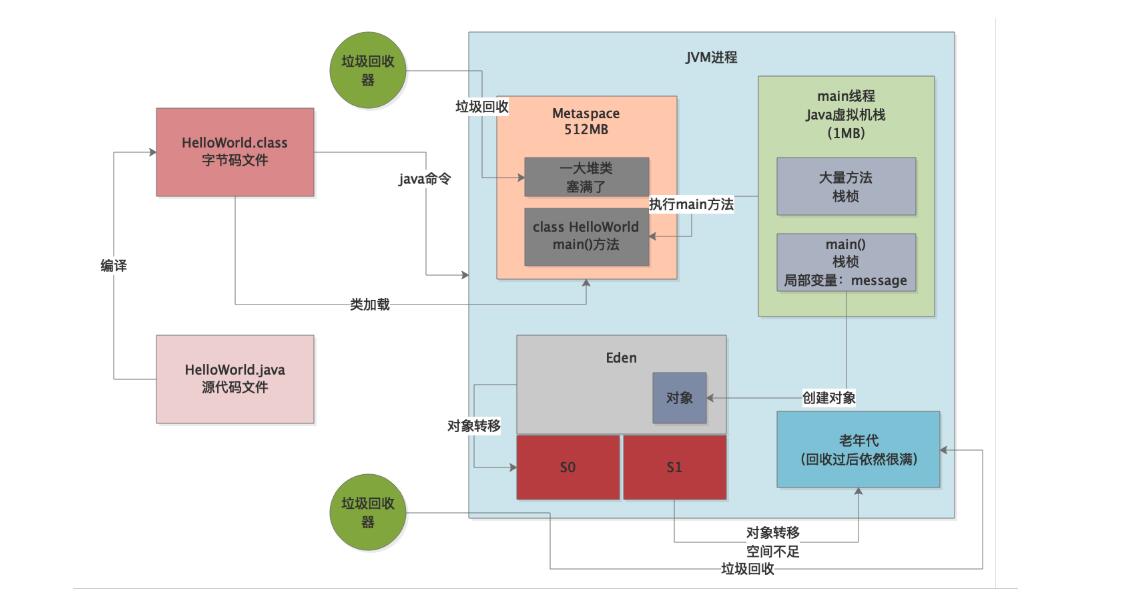 垃圾回收
器
JVM进程
垃圾回收
Metaspace
512MB
main线程
Java虚拟机栈
(1MB)
HelloWorld.class
字节码文件
java命令
一大堆类
塞满了
大量方法
栈桢
执行main方法
class HelloWorld
main()方法
main()
栈桢
局部变量：message
编译
类加载
HelloWorld.java
源代码文件
Eden
对象
创建对象
对象转移
S0
S1
老年代
（回收过后依然很满）
垃圾回收
器
对象转移
空间不足
垃圾回收